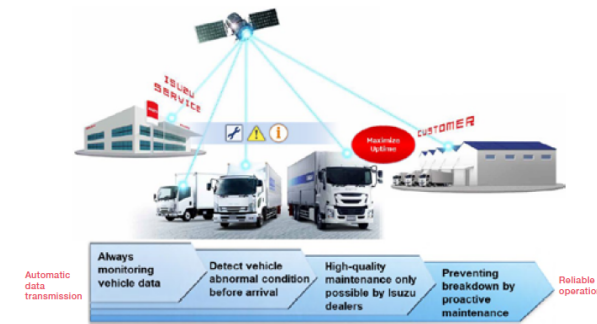 ISUZU
SERVICE
CUSTOMER
Maximize
Uptime
Automatic
data
transmission
Always
monitoring
vehicle data
Detect vehicle
abnormal condition
before arrival
High-quality
maintenance only
possible by Isuzu
dealers
Preventing
breakdown by
proactive
maintenance
Reliable
operation